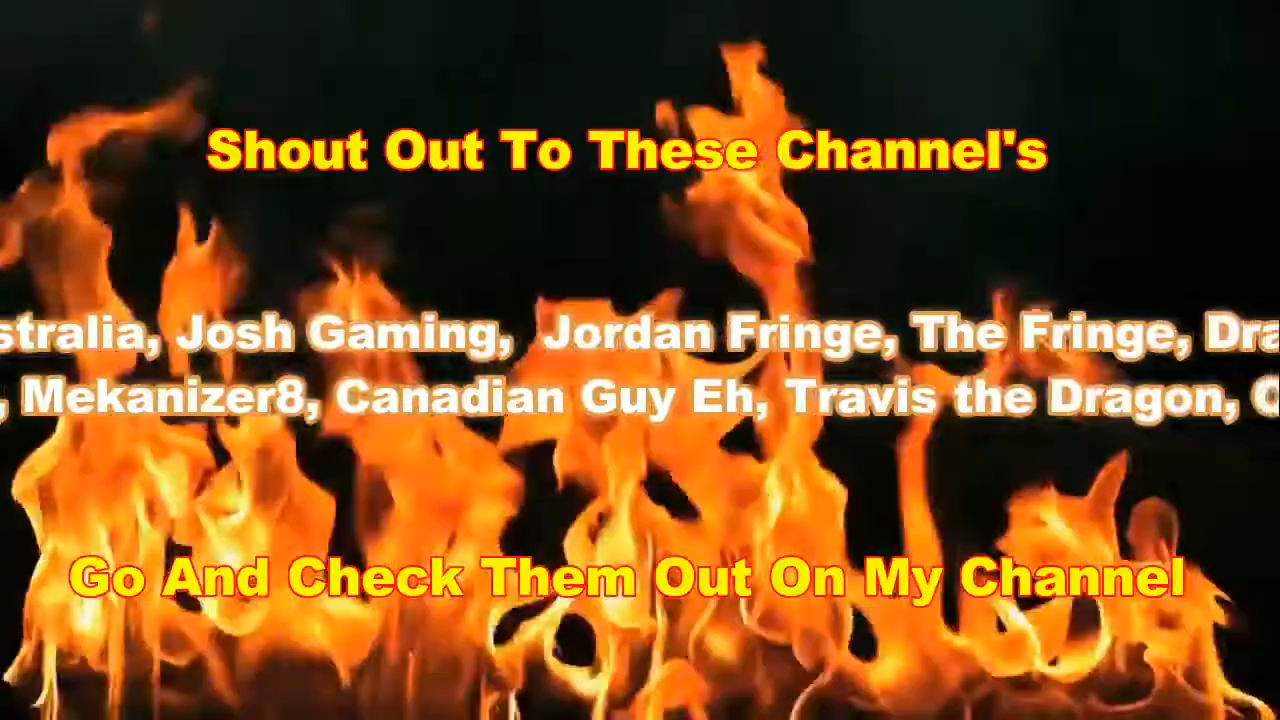 Shout Out To These Channel's
stralia, Josh Gaming, Jordan Fringe, The Fringe, Dra
, Mekanizer8, Canadian Guy Eh, Travis the Dragon,
Go And Check Them Out On My Channel